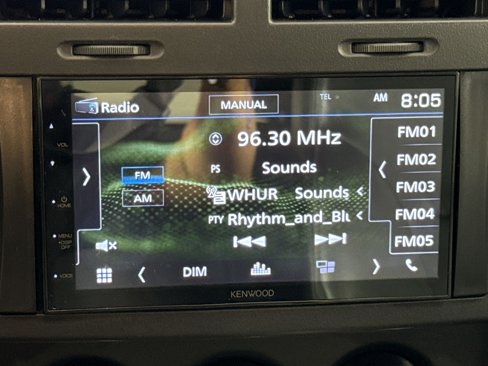 Radio MANUAL TEL AM 8:05
96.30 MHz
PS Sounds
WHUR Sounds
PTY Rhythm_and_Blu
FM
AM
FM01
FM02
FM03
FM04
FM05
DIM
VOL
HOME
MENU
•DISP
OFF
VOICE
KENWOOD